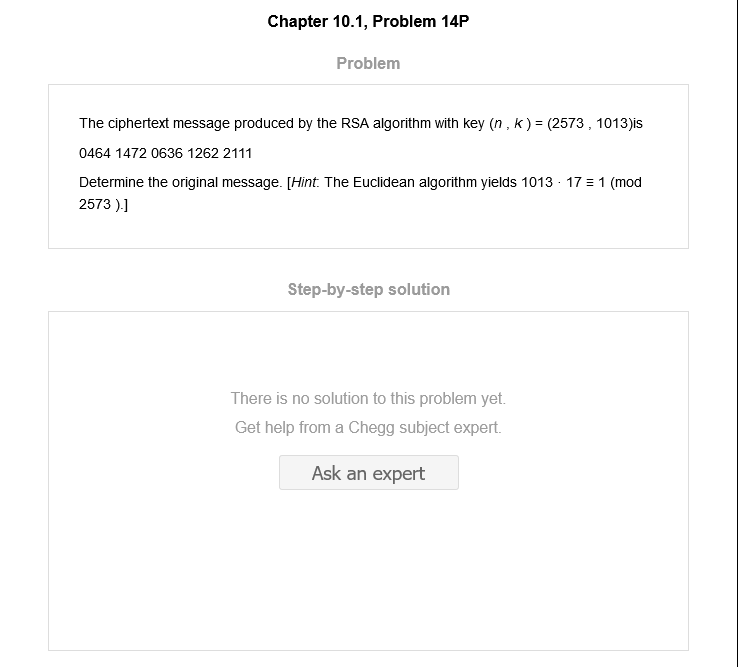 Chapter 10.1, Problem 14P
Problem
The ciphertext message produced by the RSA algorithm with key (n , k ) = (2573 , 1013)is
0464 1472 0636 1262 2111
Determine the original message. [Hint: The Euclidean algorithm yields 1013 · 17 ≡ 1 (mod
2573 ).]
Step-by-step solution
There is no solution to this problem yet.
Get help from a Chegg subject expert.
Ask an expert